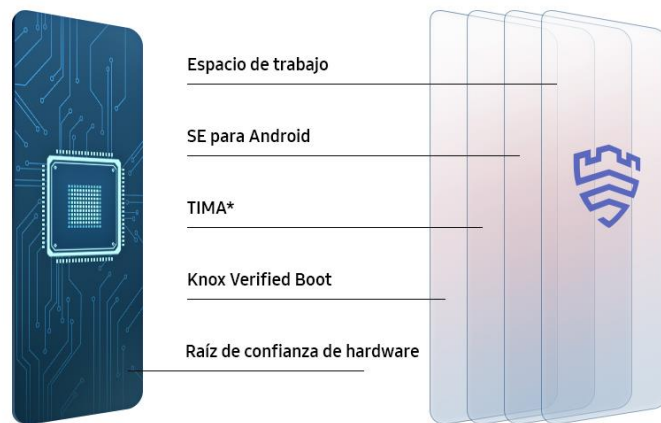 Espacio de trabajo
SE para Android
TIMA*
Knox Verified Boot
Raíz de confianza de hardware